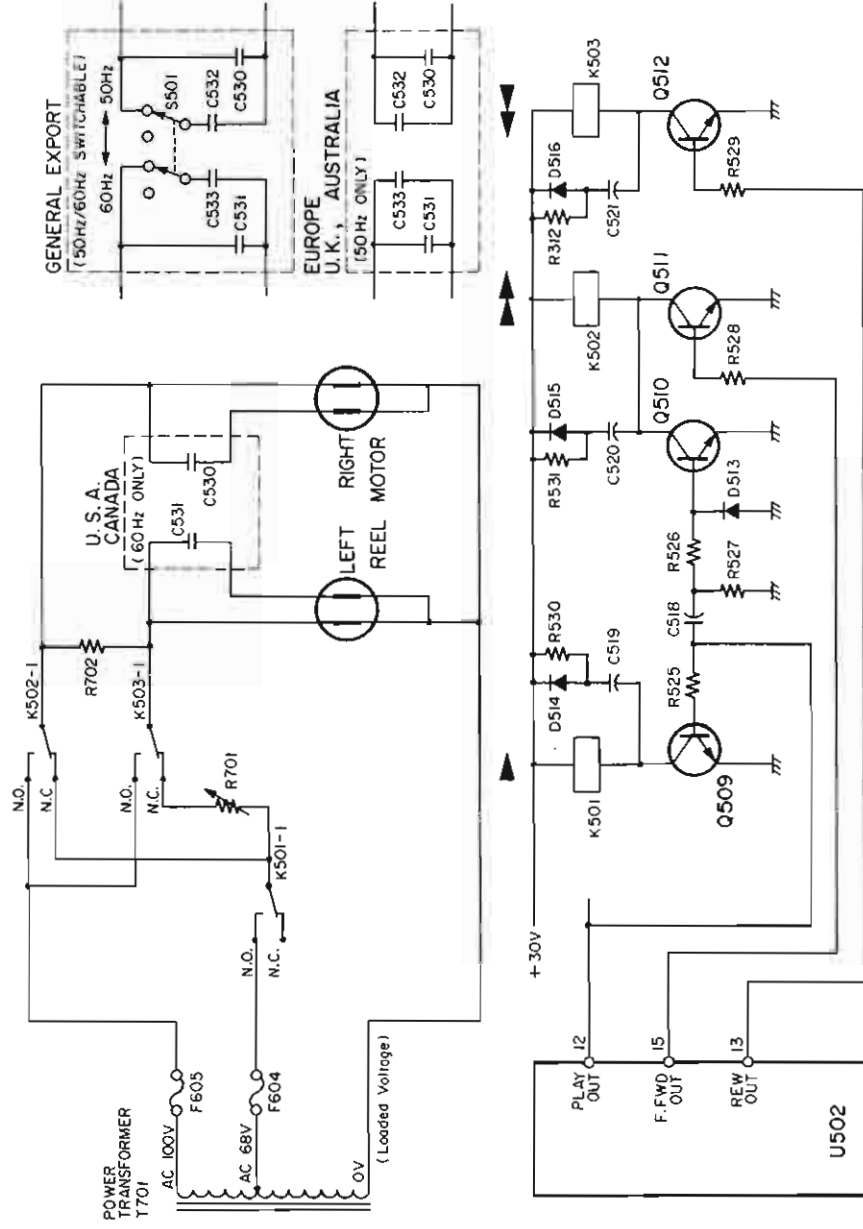 POWER
TRANSFORMER
T701
AC 100V
AC 68V
0V
(Loaded Voltage)
F605
F604
N.O.
N.C.
K501-1
N.O.
N.C.
K502-1
N.O.
N.C.
K503-1
R701
R702
U.S.A.
CANADA
(60Hz ONLY)
C531
C530
LEFT RIGHT
REEL MOTOR
GENERAL EXPORT
(50Hz/60Hz SWITCHABLE)
60Hz 50Hz
S501
C533 C532
C531 C530
EUROPE
U.K., AUSTRALIA
(50Hz ONLY)
C533 C532
C531 C530
+30V
K501
D514
R530
C519
Q509
R525
C518
R526
R527
D513
R531
D515
C520
Q510
K502
Q511
R528
R312
D516
C521
K503
Q512
R529
PLAY
OUT
12
F.FWD
OUT
15
REW
OUT
13
U502